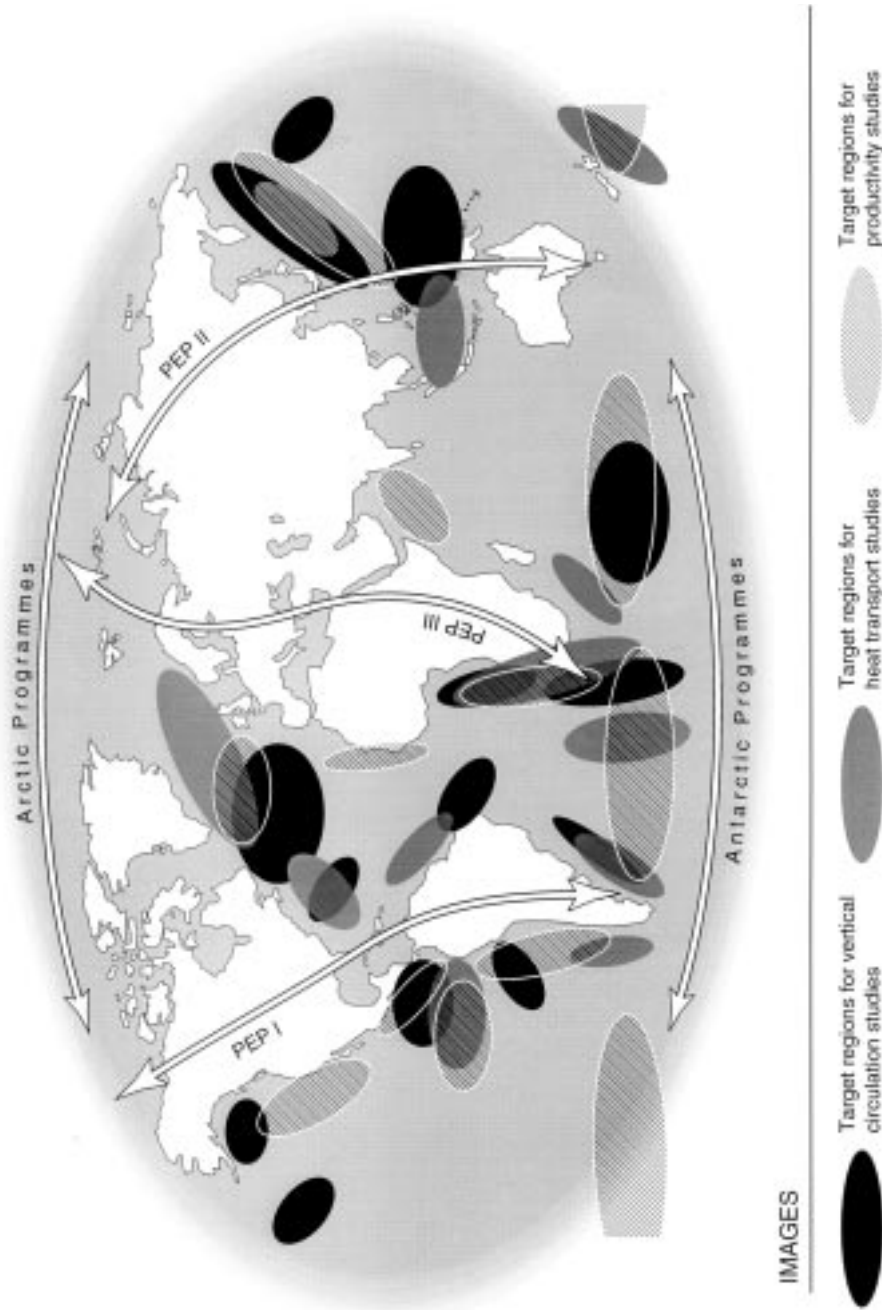 Arctic Programmes
PEP I
PEP II
PEP III
Antarctic Programmes
IMAGES
Target regions for vertical
circulation studies
Target regions for
heat transport studies
Target regions for
productivity studies